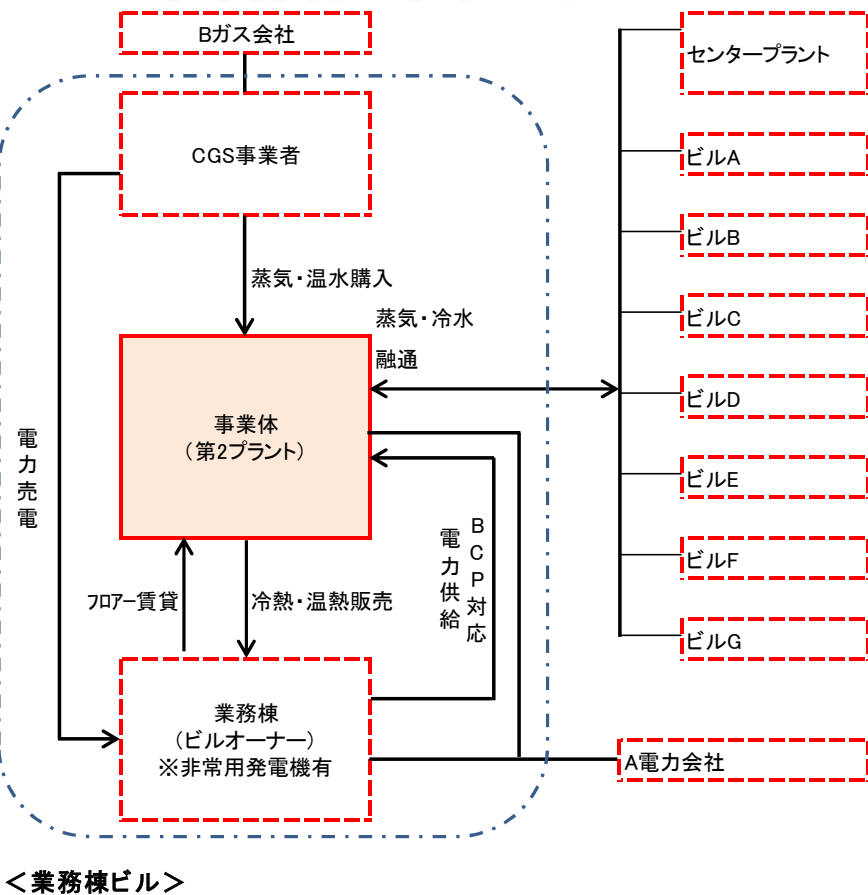 Bガス会社
センタープラント
CGS事業者
ビルA
ビルB
蒸気・温水購入
蒸気・冷水
融通
ビルC
ビルD
事業体
(第2プラント)
電力売電
ビルE
BCP対応
電力供給
ビルF
フロアー賃貸
冷熱・温熱販売
ビルG
業務棟
(ビルオーナー)
※非常用発電機有
A電力会社
<業務棟ビル>